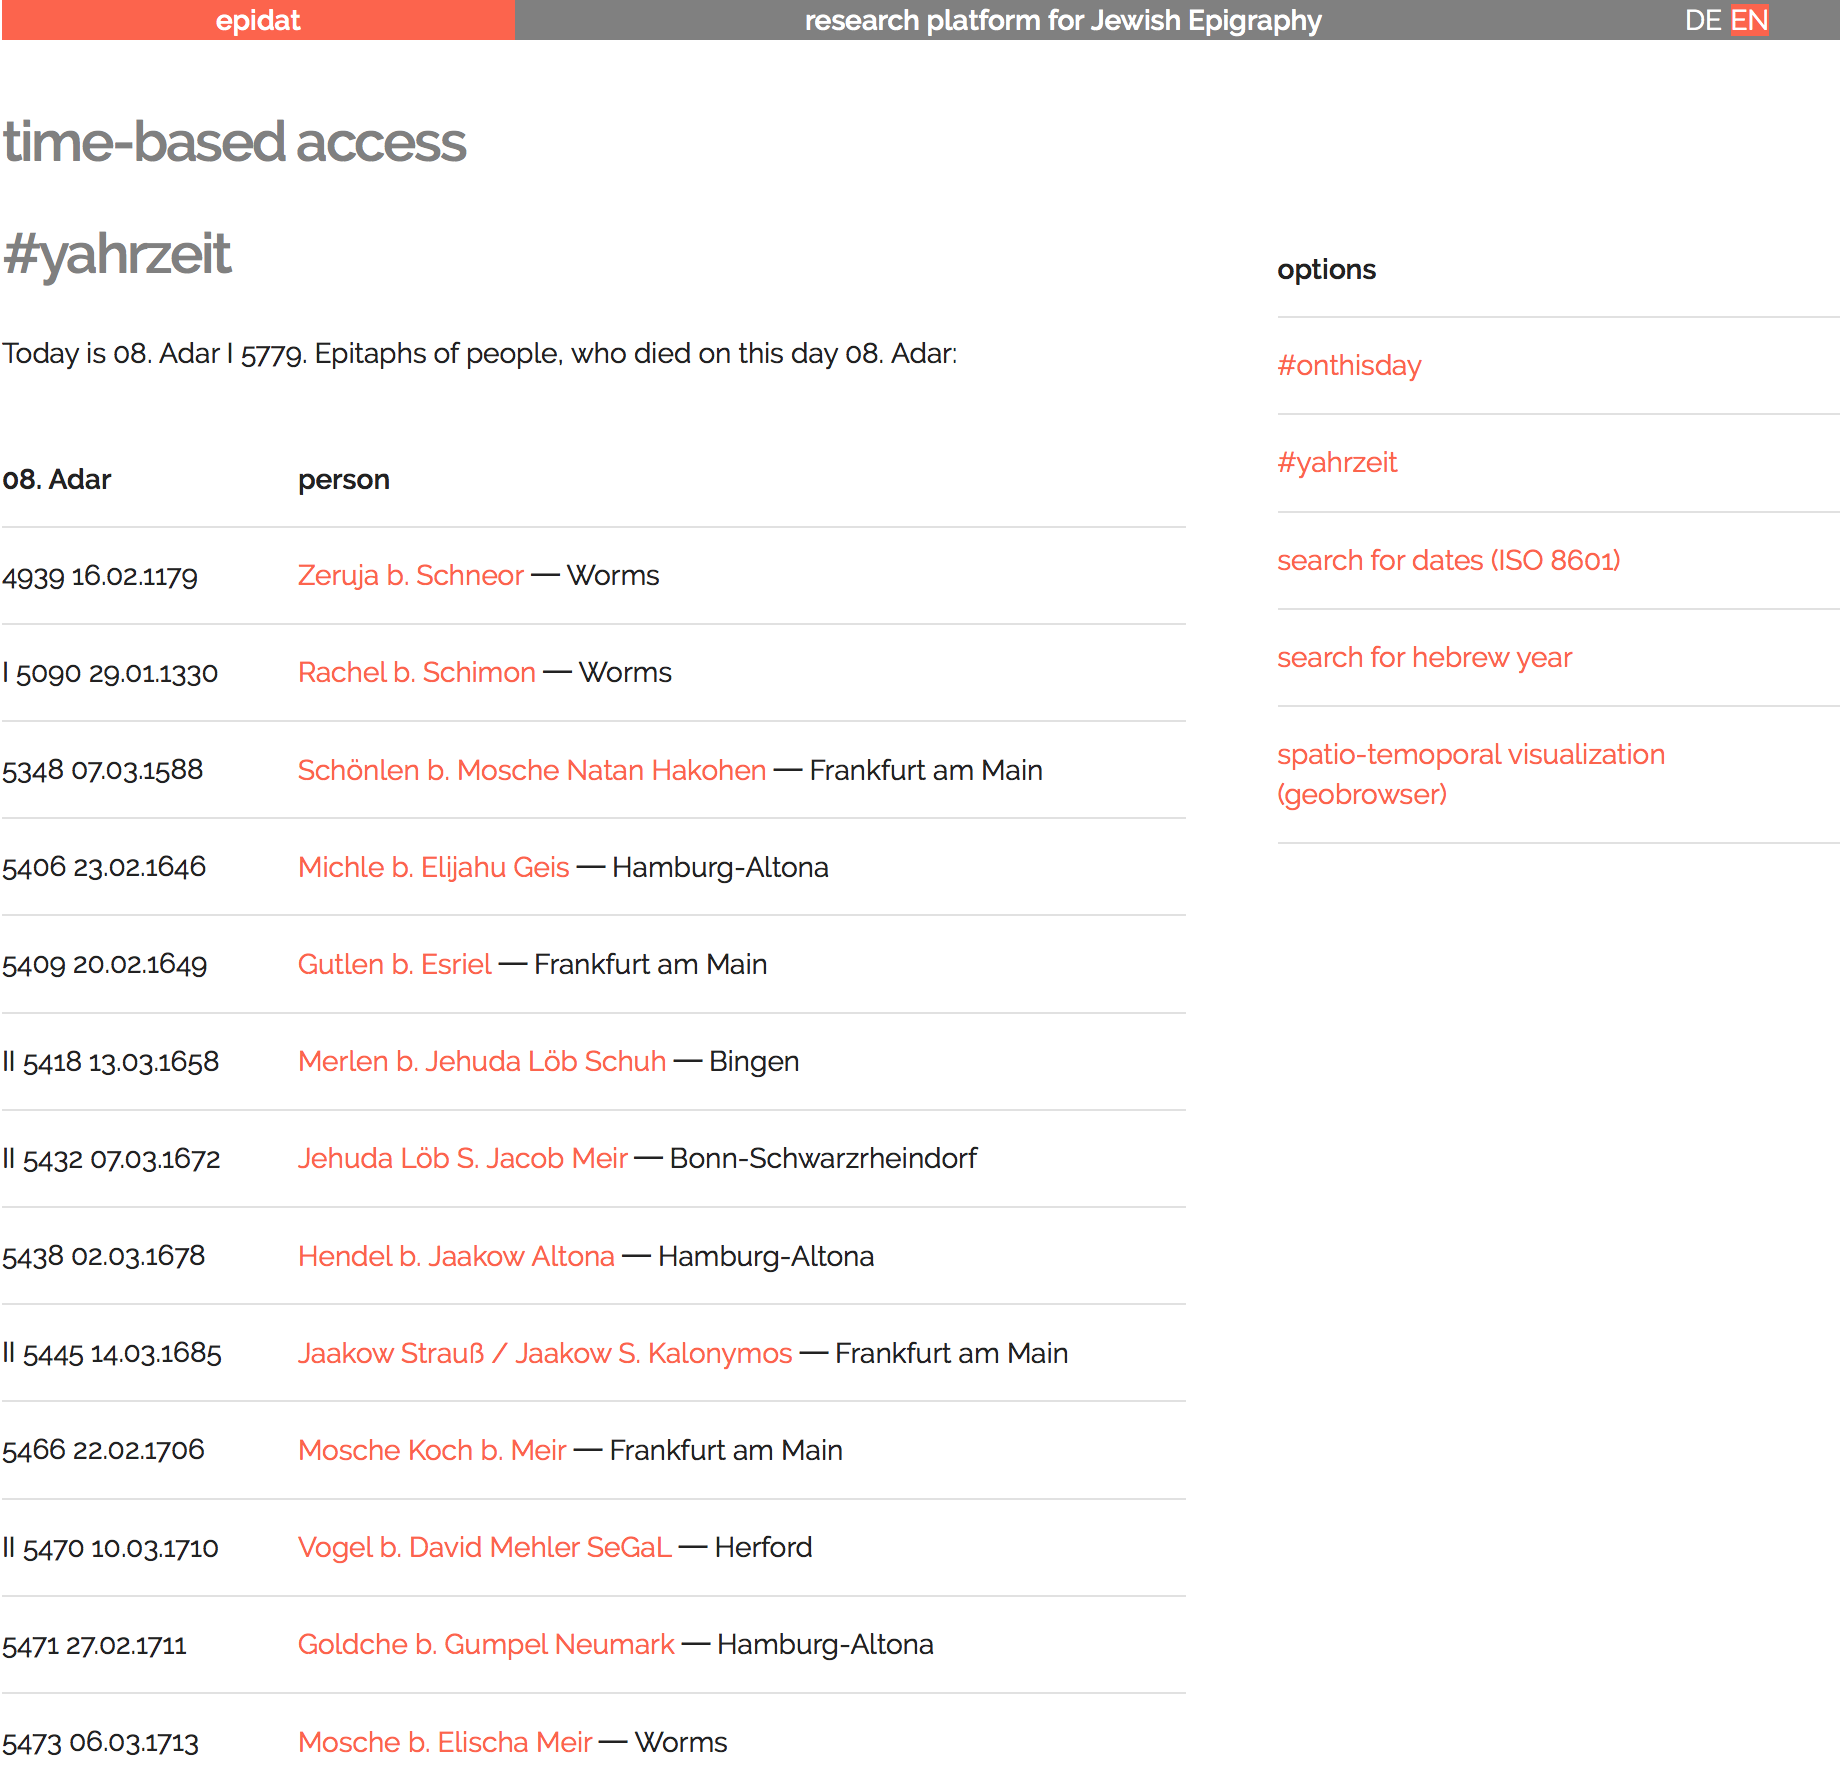 epidat
research platform for Jewish Epigraphy
DE EN
time-based access
#yahrzeit
Today is 08. Adar I 5779. Epitaphs of people, who died on this day 08. Adar:
08. Adar person
4939 16.02.1179 Zeruja b. Schneor — Worms
I 5090 29.01.1330 Rachel b. Schimon — Worms
5348 07.03.1588 Schönlen b. Mosche Natan Hakohen — Frankfurt am Main
5406 23.02.1646 Michle b. Elijahu Geis — Hamburg-Altona
5409 20.02.1649 Gutlen b. Esriel — Frankfurt am Main
II 5418 13.03.1658 Merlen b. Jehuda Löb Schuh — Bingen
II 5432 07.03.1672 Jehuda Löb S. Jacob Meir — Bonn-Schwarzrheindorf
5438 02.03.1678 Hendel b. Jaakow Altona — Hamburg-Altona
II 5445 14.03.1685 Jaakow Strauß / Jaakow S. Kalonymos — Frankfurt am Main
5466 22.02.1706 Mosche Koch b. Meir — Frankfurt am Main
II 5470 10.03.1710 Vogel b. David Mehler SeGaL — Herford
5471 27.02.1711 Goldche b. Gumpel Neumark — Hamburg-Altona
5473 06.03.1713 Mosche b. Elischa Meir — Worms
options
#onthisday
#yahrzeit
search for dates (ISO 8601)
search for hebrew year
spatio-temoporal visualization
(geobrowser)